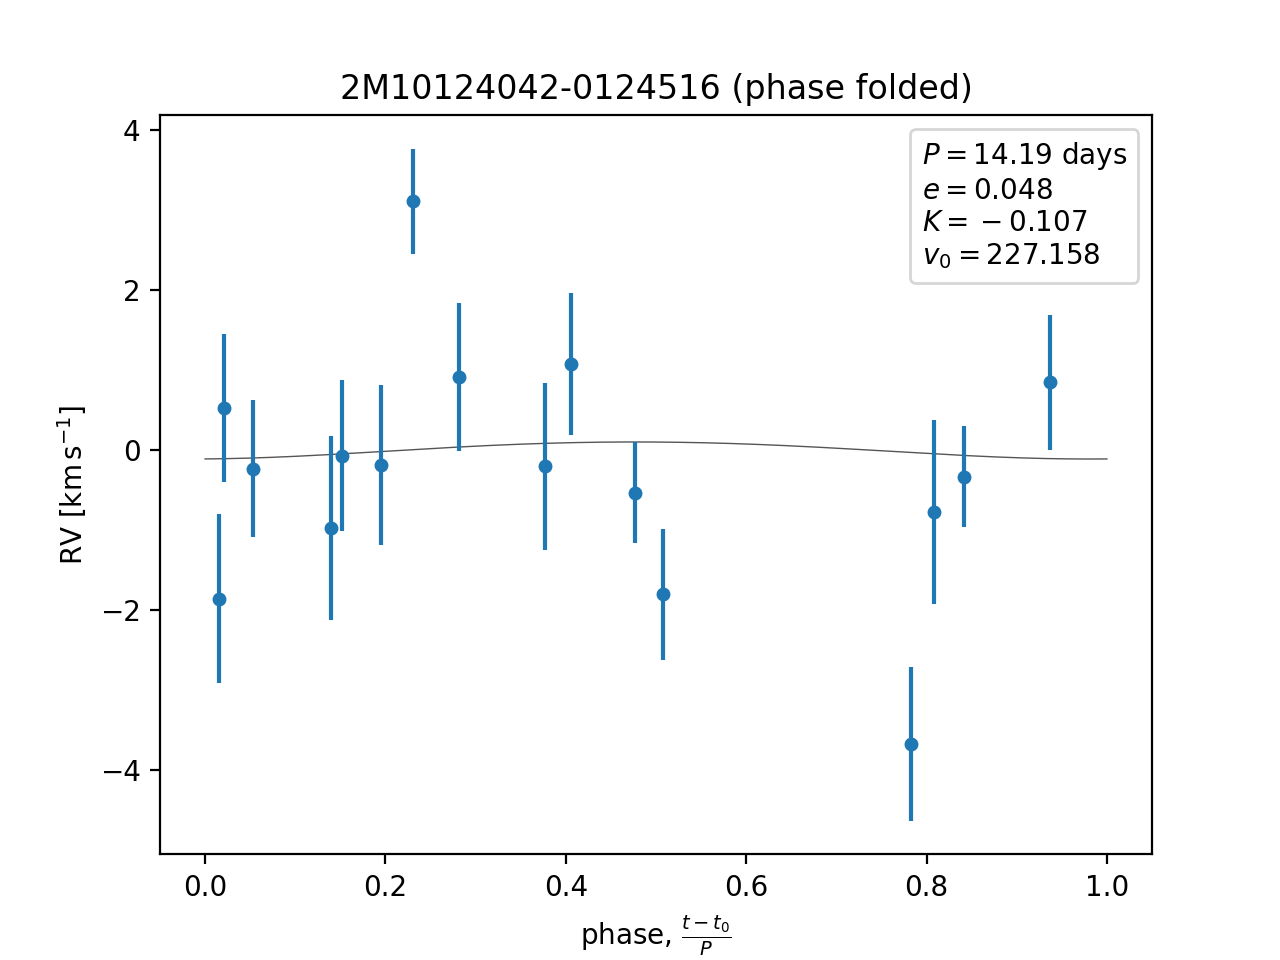 2M10124042-0124516 (phase folded)
P = 14.19 days
e = 0.048
K = −0.107
v₀ = 227.158
4
2
0
−2
−4
RV [km s⁻¹]
0.0 0.2 0.4 0.6 0.8 1.0
phase, (t − t₀)/P